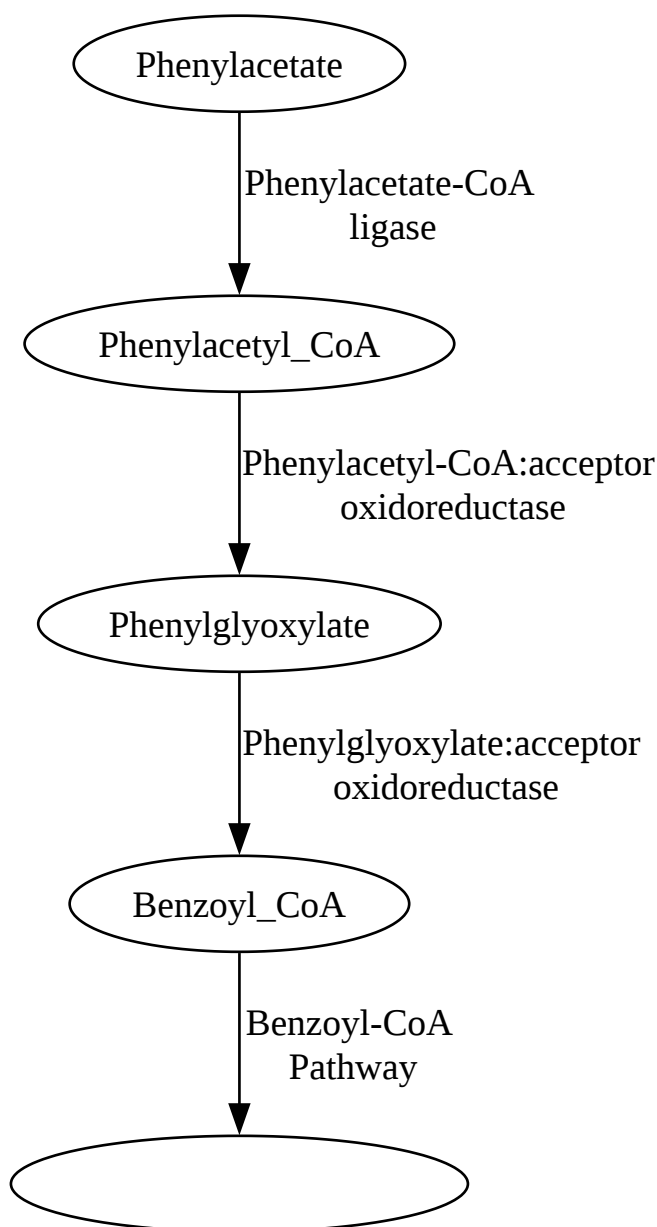 Phenylacetate
Phenylacetate-CoA
ligase
Phenylacetyl_CoA
Phenylacetyl-CoA:acceptor
oxidoreductase
Phenylglyoxylate
Phenylglyoxylate:acceptor
oxidoreductase
Benzoyl_CoA
Benzoyl-CoA
Pathway